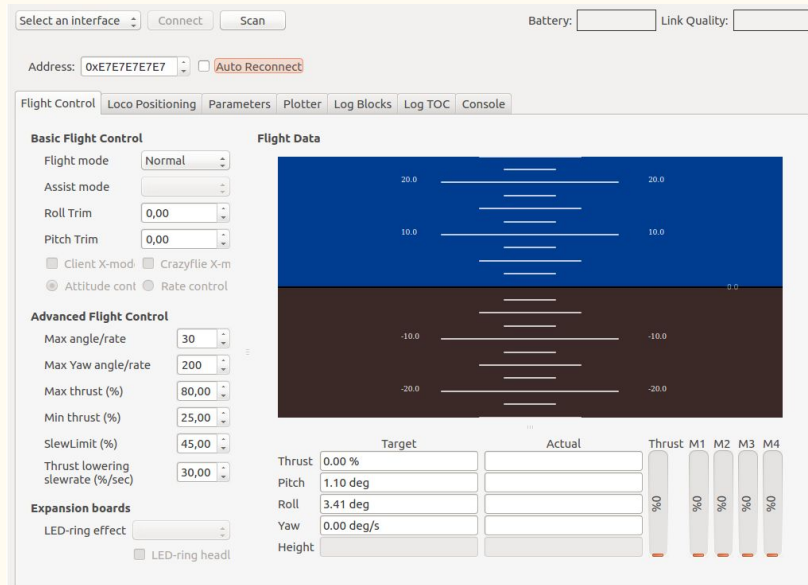 Select an interface Connect Scan Battery: Link Quality:
Address: 0xE7E7E7E7E7 Auto Reconnect
Flight Control Loco Positioning Parameters Plotter Log Blocks Log TOC Console
Basic Flight Control
Flight mode Normal
Assist mode
Roll Trim 0,00
Pitch Trim 0,00
Client X-mod Crazyflie X-m
Attitude cont Rate control
Advanced Flight Control
Max angle/rate 30
Max Yaw angle/rate 200
Max thrust (%) 80,00
Min thrust (%) 25,00
SlewLimit (%) 45,00
Thrust lowering
slewrate (%/sec) 30,00
Expansion boards
LED-ring effect
LED-ring headl
Flight Data
20.0 20.0
10.0 10.0
0.0
-10.0 -10.0
-20.0 -20.0
Target Actual Thrust M1 M2 M3 M4
Thrust 0.00 %
Pitch 1.10 deg
Roll 3.41 deg
Yaw 0.00 deg/s
Height
%0 %0 %0 %0 %0